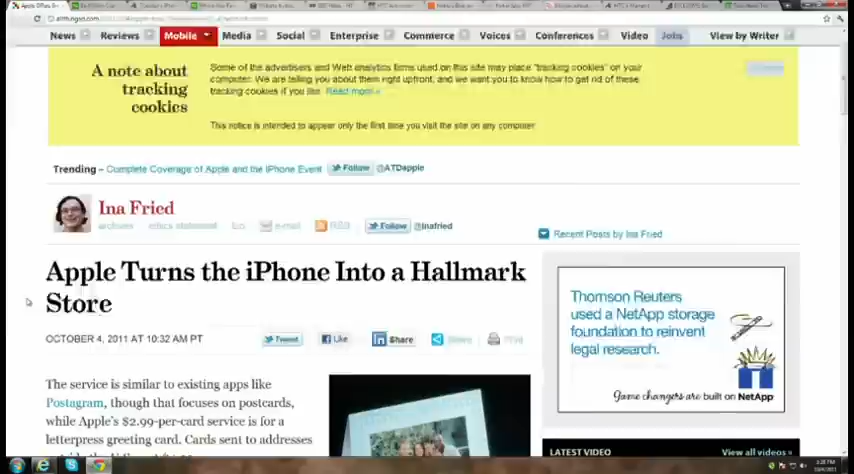 News Reviews Mobile Media Social Enterprise Commerce Voices Conferences Video Jobs View by Writer
A note about
tracking
cookies
Some of the advertisers and Web analytics firms used on this site may place "tracking cookies" on your
computer. We are telling you about them right upfront, and we want you to know how to get rid of these
tracking cookies if you like. Read more »
This notice is intended to appear only the first time you visit the site on any computer.
Trending – Complete Coverage of Apple and the iPhone Event Follow @ATDapple
Ina Fried
archives ethics statement bio e-mail RSS Follow @inafried
Recent Posts by Ina Fried
Apple Turns the iPhone Into a Hallmark
Store
OCTOBER 4, 2011 AT 10:32 AM PT
Tweet Like Share Share Print
The service is similar to existing apps like
Postagram, though that focuses on postcards,
while Apple's $2.99-per-card service is for a
letterpress greeting card. Cards sent to addresses
Thomson Reuters
used a NetApp storage
foundation to reinvent
legal research.
Game changers are built on NetApp
LATEST VIDEO View all videos »